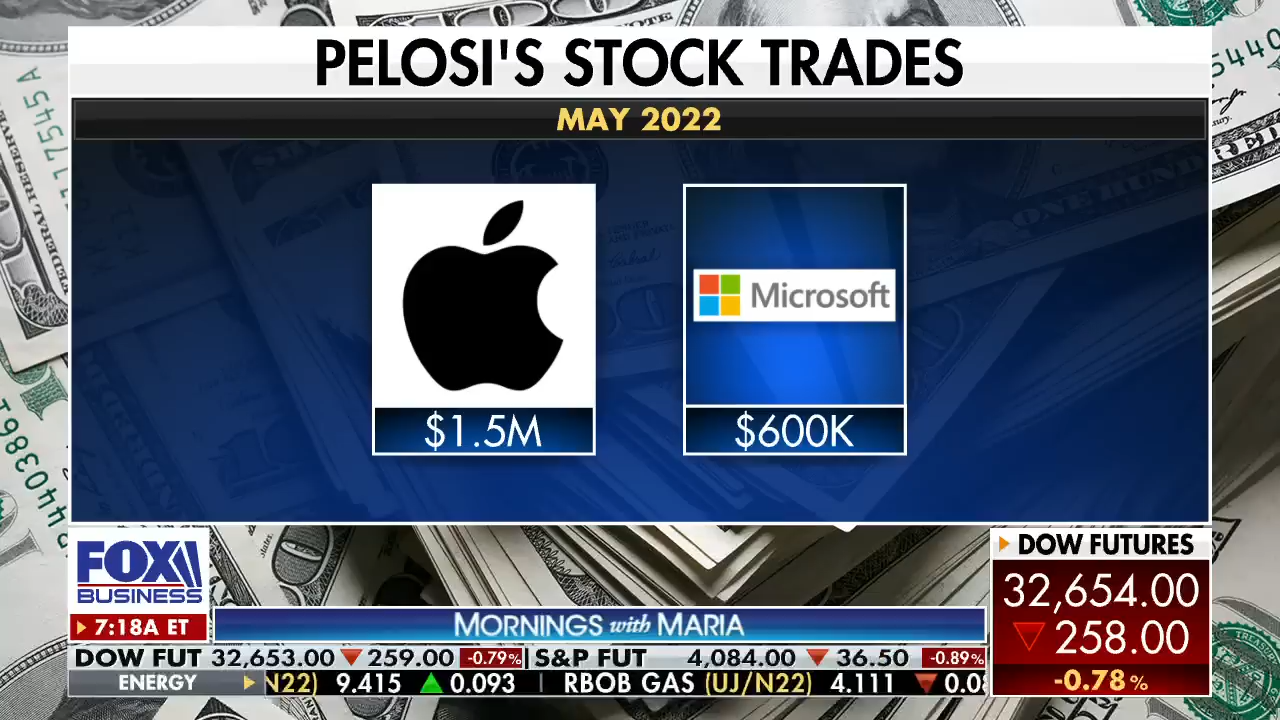 PELOSI'S STOCK TRADES
MAY 2022
Microsoft
$1.5M
$600K
FOX
BUSINESS
7:18A ET
MORNINGS with MARIA
DOW FUTURES
32,654.00
258.00
-0.78%
DOW FUT 32,653.00 259.00 -0.79% S&P FUT 4,084.00 36.50 -0.89%
ENERGY N22) 9.415 0.093 RBOB GAS (UJ/N22) 4.111